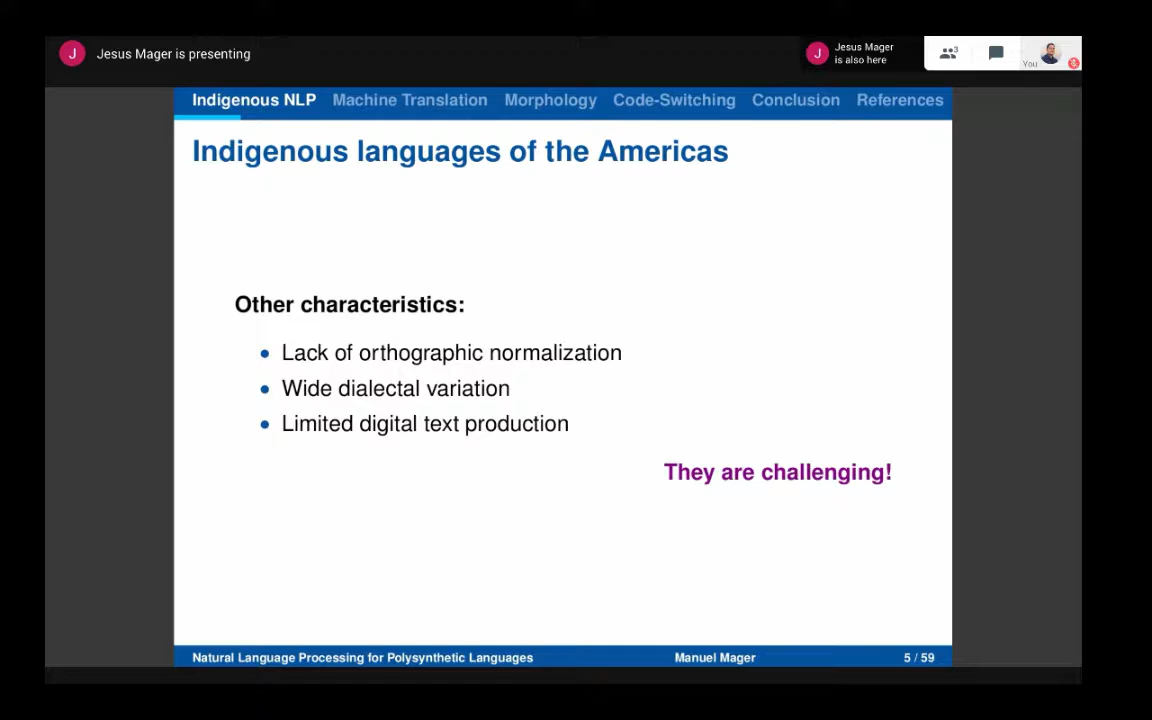 J Jesus Mager is presenting
J Jesus Mager
is also here
3
You
Indigenous NLP Machine Translation Morphology Code-Switching Conclusion References
Indigenous languages of the Americas
Other characteristics:
• Lack of orthographic normalization
• Wide dialectal variation
• Limited digital text production
They are challenging!
Natural Language Processing for Polysynthetic Languages Manuel Mager 5 / 59